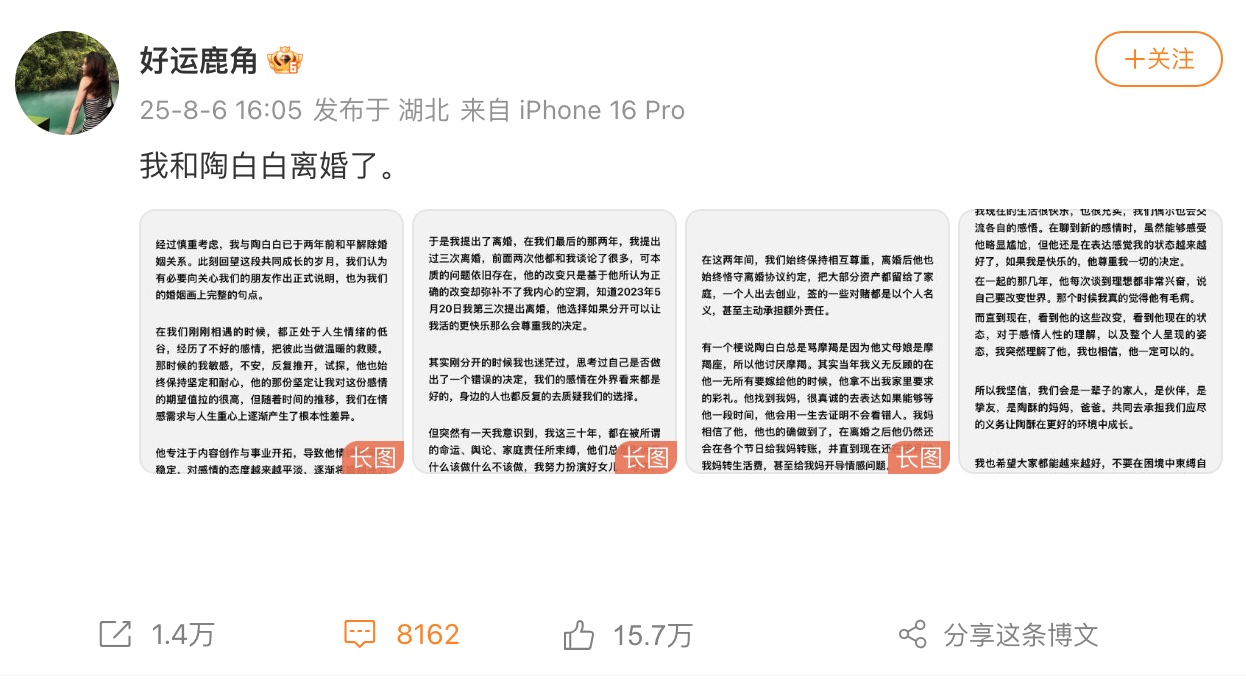 好运鹿角
6
十关注
25-8-6 16:05 发布于 湖北 来自 iPhone 16 Pro
我和陶白白离婚了。
经过慎重考虑，我与陶白白已于两年前和平解除婚
姻关系。此刻回望这段共同成长的岁月，我们认为
有必要向关心我们的朋友作出正式说明，也为我们
的婚姻画上完整的句点。
在我们刚刚相遇的时候，都正处于人生情绪的低
谷，经历了不好的感情，把彼此当做温暖的救赎。
那时候的我敏感，不安，反复推开，试探，他也始
终保持坚定和耐心，他的那份坚定让我对这份感情
的期望值拉的很高，但随着时间的推移，我们在情
感需求与人生重心上逐渐产生了根本性差异。
他专注于内容创作与事业开拓，导致他情
稳定，对感情的态度越来越平淡，逐渐将
长图
于是我提出了离婚，在我们最后的那两年，我提出
过三次离婚，前面两次他都和我谈论了很多，可本
质的问题依旧存在，他的改变只是基于他所认为正
确的改变却弥补不了我内心的空洞，知道2023年5
月20日我第三次提出离婚，他选择如果分开可以让
我活的更快乐那么会尊重我的决定。
其实刚分开的时候我也迷茫过，思考过自己是否做
出了一个错误的决定，我们的感情在外界看来都是
好的，身边的人也都反复的去质疑我们的选择。
但突然有一天我意识到，我这三十年，都在被所谓
的命运、舆论、家庭责任所束缚，他们总
什么该做什么不该做，我努力扮演好女儿
长图
在这两年间，我们始终保持相互尊重，离婚后他也
始终恪守离婚协议约定，把大部分资产都留给了家
庭，一个人出去创业，签的一些对赌都是以个人名
义，甚至主动承担额外责任。
有一个梗说陶白白总是骂摩羯是因为他丈母娘是摩
羯座，所以他讨厌摩羯。其实当年我义无反顾的在
他一无所有要嫁给他的时候，他拿不出我家里要求
的彩礼。他找到我妈，很真诚的去表达如果能够等
他一段时间，他会用一生去证明不会看错人。我妈
相信了他，他也的确做到了，在离婚之后他仍然还
会在各个节日给我妈转账，并直到现在还
我妈转生活费，甚至给我妈开导情感问题
长图
我现在的生活很快乐，也很充实，我们偶尔也会交
流各自的感悟。在聊到新的感情时，虽然能够感受
他略显尴尬，但他还是在表达感觉我的状态越来越
好了，如果我是快乐的，他尊重我一切的决定。
在一起的那几年，他每次谈到理想都非常兴奋，说
自己要改变世界。那个时候我真的觉得他有毛病。
而直到现在，看到他的这些改变，看到他现在的状
态，对于感情人性的理解，以及整个人呈现的姿
态，我突然理解了他，我也相信，他一定可以的。
所以我坚信，我们会是一辈子的家人，是伙伴，是
挚友，是陶酥的妈妈，爸爸。共同去承担我们应尽
的义务让陶酥在更好的环境中成长。
我也希望大家都能越来越好，不要在困境中束缚自
1.4万
8162
15.7万
分享这条博文